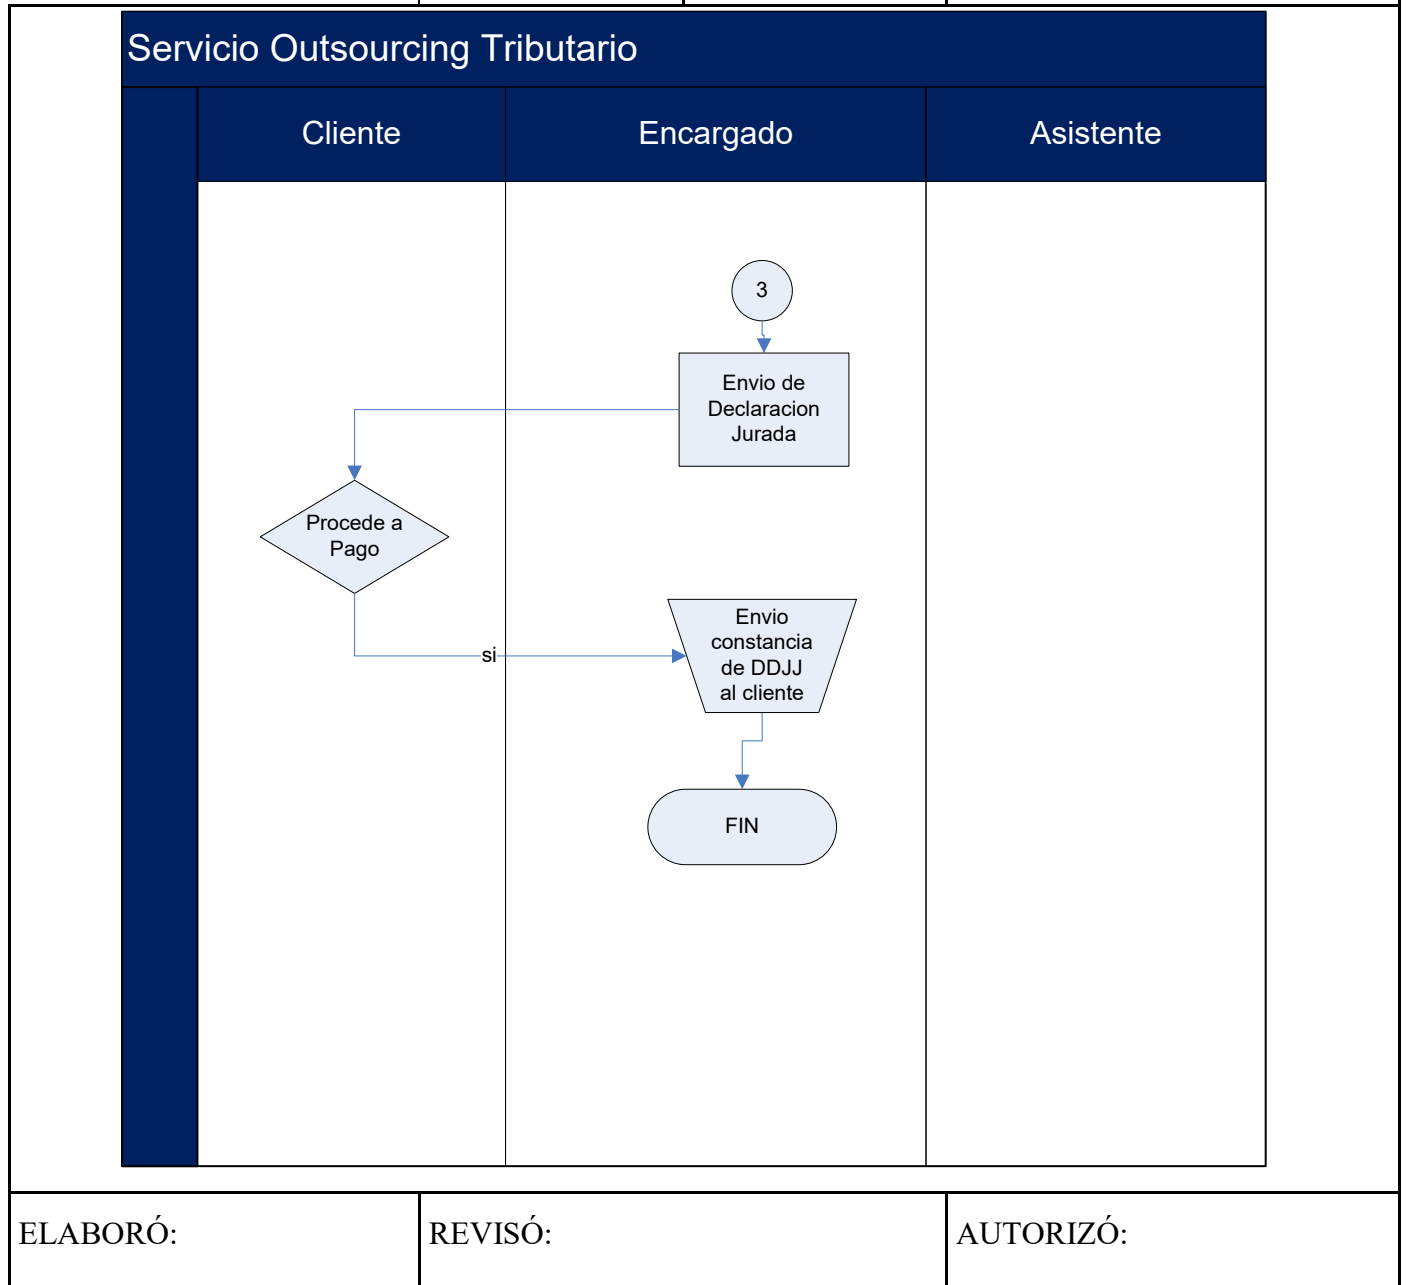 Servicio Outsourcing Tributario
Cliente
Encargado
Asistente
3
Envio de
Declaracion
Jurada
Procede a
Pago
si
Envio
constancia
de DDJJ
al cliente
FIN
ELABORÓ:
REVISÓ:
AUTORIZÓ: